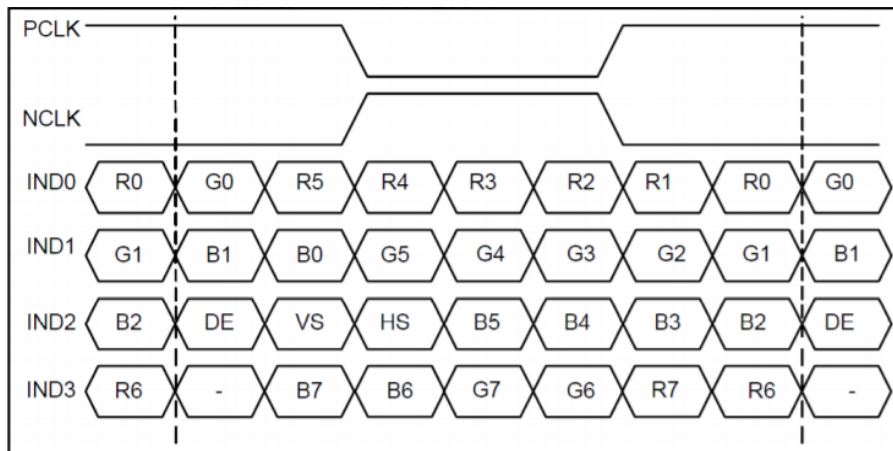 PCLK
NCLK
IND0 R0 G0 R5 R4 R3 R2 R1 R0 G0
IND1 G1 B1 B0 G5 G4 G3 G2 G1 B1
IND2 B2 DE VS HS B5 B4 B3 B2 DE
IND3 R6 - B7 B6 G7 G6 R7 R6 -